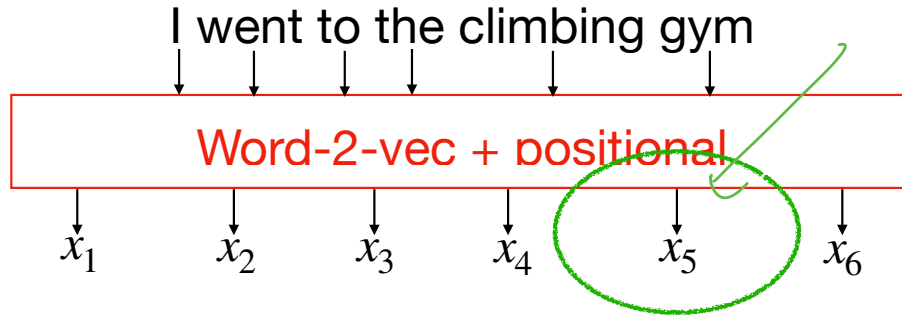 I went to the climbing gym
Word-2-vec + positional
x₁ x₂ x₃ x₄ x₅ x₆